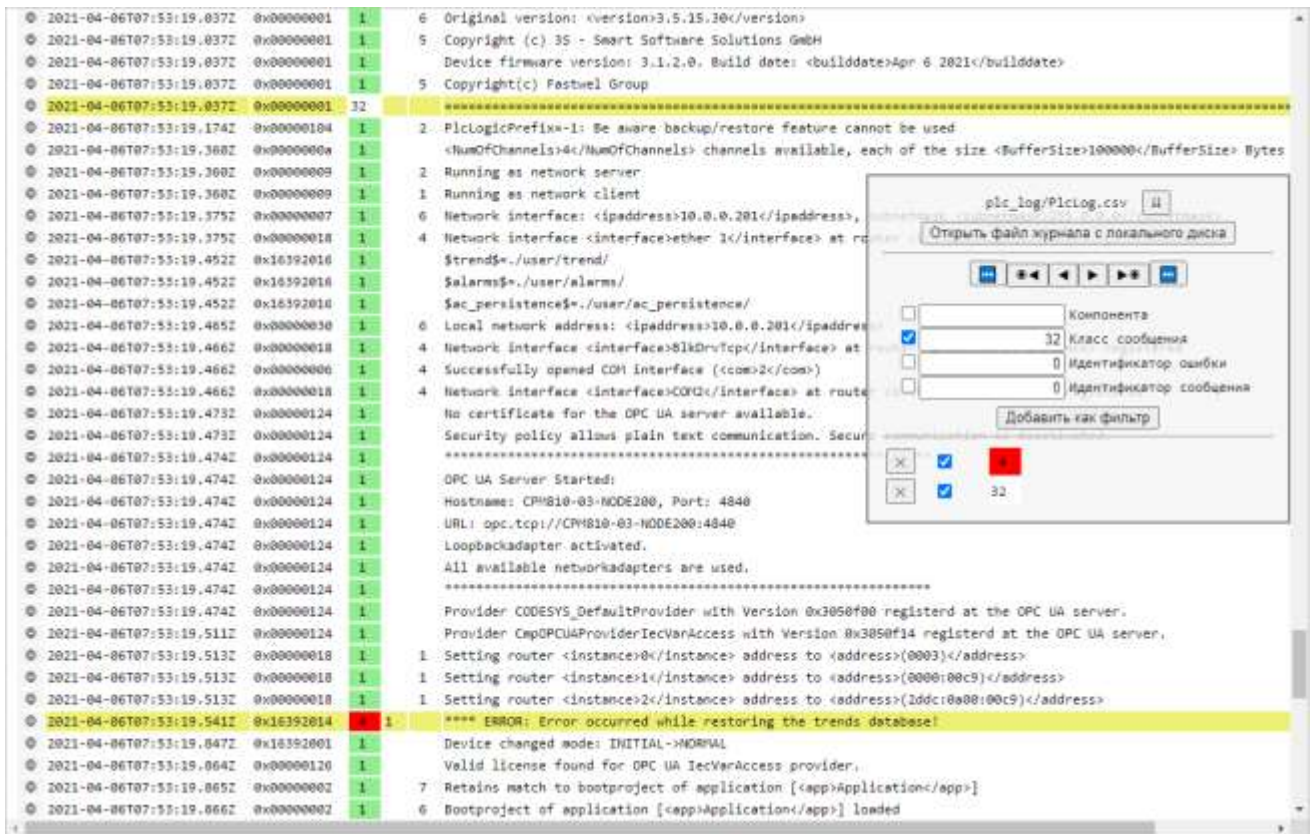 2021-04-06T07:53:19.037Z 0x00000001 1 6 Original version: <version>3.5.15.30</version>
2021-04-06T07:53:19.037Z 0x00000001 1 5 Copyright (c) 3S - Smart Software Solutions GmbH
2021-04-06T07:53:19.037Z 0x00000001 1 Device firmware version: 3.1.2.0. Build date: <builddate>Apr 6 2021</builddate>
2021-04-06T07:53:19.037Z 0x00000001 1 5 Copyright(c) Fastwel Group
2021-04-06T07:53:19.037Z 0x00000001 32
2021-04-06T07:53:19.174Z 0x00000104 1 2 PlcLogicPrefix=-1: Be aware backup/restore feature cannot be used
2021-04-06T07:53:19.360Z 0x0000000a 1 <NumOfChannels>4</NumOfChannels> channels available, each of the size <BufferSize>100000</BufferSize> Bytes
2021-04-06T07:53:19.360Z 0x00000009 1 2 Running as network server
2021-04-06T07:53:19.360Z 0x00000009 1 1 Running as network client
2021-04-06T07:53:19.375Z 0x00000007 1 6 Network interface: <ipaddress>10.0.0.201</ipaddress>,
2021-04-06T07:53:19.375Z 0x00000018 1 4 Network interface <interface>ether 1</interface> at
2021-04-06T07:53:19.452Z 0x16392016 1 $trend$=./user/trend/
2021-04-06T07:53:19.452Z 0x16392016 1 $alarms$=./user/alarms/
2021-04-06T07:53:19.452Z 0x16392016 1 $ac_persistence$=./user/ac_persistence/
2021-04-06T07:53:19.465Z 0x00000030 1 6 Local network address: <ipaddress>10.0.0.201</ipaddress
2021-04-06T07:53:19.466Z 0x00000018 1 4 Network interface <interface>BlkDrvTcp</interface> at
2021-04-06T07:53:19.466Z 0x00000006 1 4 Successfully opened COM interface (<com>2</com>)
2021-04-06T07:53:19.466Z 0x00000018 1 4 Network interface <interface>COM2</interface> at route
2021-04-06T07:53:19.473Z 0x00000124 1 No certificate for the OPC UA server available.
2021-04-06T07:53:19.473Z 0x00000124 1 Security policy allows plain text communication.
2021-04-06T07:53:19.474Z 0x00000124 1
2021-04-06T07:53:19.474Z 0x00000124 1 OPC UA Server Started:
2021-04-06T07:53:19.474Z 0x00000124 1 Hostname: CPM810-03-NODE200, Port: 4840
2021-04-06T07:53:19.474Z 0x00000124 1 URL: opc.tcp://CPM810-03-NODE200:4840
2021-04-06T07:53:19.474Z 0x00000124 1 Loopbackadapter activated.
2021-04-06T07:53:19.474Z 0x00000124 1 All available networkadapters are used.
2021-04-06T07:53:19.474Z 0x00000124 1
2021-04-06T07:53:19.474Z 0x00000124 1 Provider CODESYS_DefaultProvider with Version 0x3050f00 registerd at the OPC UA server.
2021-04-06T07:53:19.511Z 0x00000124 1 Provider CmpOPCUAProviderIecVarAccess with Version 0x3050f14 registerd at the OPC UA server.
2021-04-06T07:53:19.513Z 0x00000018 1 1 Setting router <instance>0</instance> address to <address>(0003)</address>
2021-04-06T07:53:19.513Z 0x00000018 1 1 Setting router <instance>1</instance> address to <address>(0000:00c9)</address>
2021-04-06T07:53:19.513Z 0x00000018 1 1 Setting router <instance>2</instance> address to <address>(2ddc:0a00:00c9)</address>
2021-04-06T07:53:19.541Z 0x16392014 4 1 **** ERROR: Error occurred while restoring the trends database!
2021-04-06T07:53:19.847Z 0x16392001 1 Device changed mode: INITIAL->NORMAL
2021-04-06T07:53:19.864Z 0x00000120 1 Valid license found for OPC UA IecVarAccess provider.
2021-04-06T07:53:19.865Z 0x00000002 1 7 Retains match to bootproject of application [<app>Application</app>]
2021-04-06T07:53:19.866Z 0x00000002 1 6 Bootproject of application [<app>Application</app>] loaded
plc_log/PlcLog.csv
Открыть файл журнала с локального диска
Компонента
32 Класс сообщения
0 Идентификатор ошибки
0 Идентификатор сообщения
Добавить как фильтр
4
32